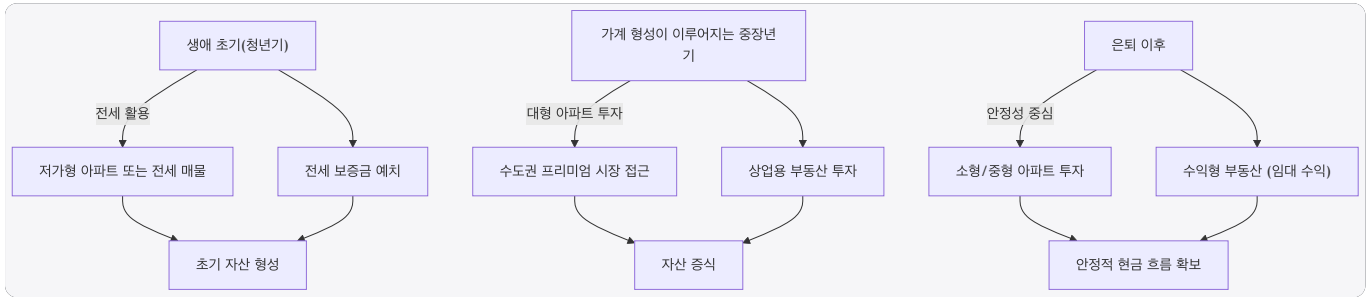 생애 초기(청년기)
전세 활용
저가형 아파트 또는 전세 매물
전세 보증금 예치
초기 자산 형성
가계 형성이 이루어지는 중장년
기
대형 아파트 투자
수도권 프리미엄 시장 접근
상업용 부동산 투자
자산 증식
은퇴 이후
안정성 중심
소형/중형 아파트 투자
수익형 부동산 (임대 수익)
안정적 현금 흐름 확보